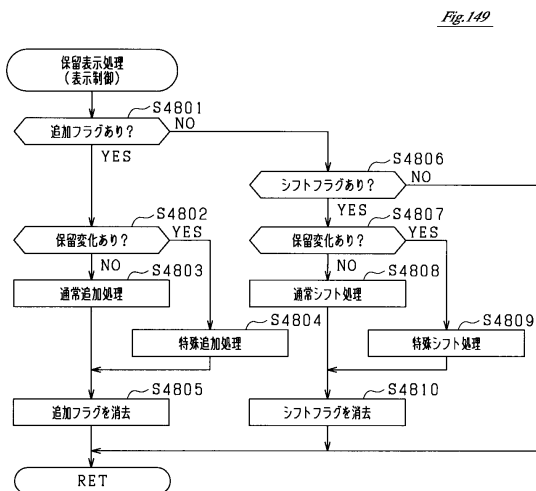 Fig.149
保留表示処理
(表示制御)
S4801
追加フラグあり?
NO
YES
S4806
シフトフラグあり?
NO
YES
S4802
保留変化あり?
YES
NO
S4807
保留変化あり?
YES
NO
S4803
通常追加処理
S4808
通常シフト処理
S4804
特殊追加処理
S4809
特殊シフト処理
S4805
追加フラグを消去
S4810
シフトフラグを消去
RET